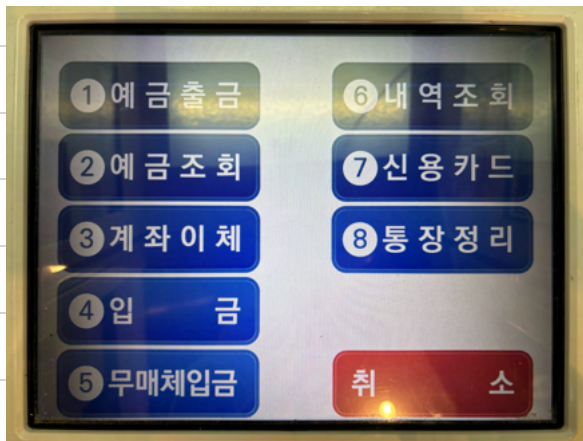 ① 예금출금
② 예금조회
③ 계좌이체
④ 입 금
⑤ 무매체입금
⑥ 내역조회
⑦ 신용카드
⑧ 통장정리
취 소